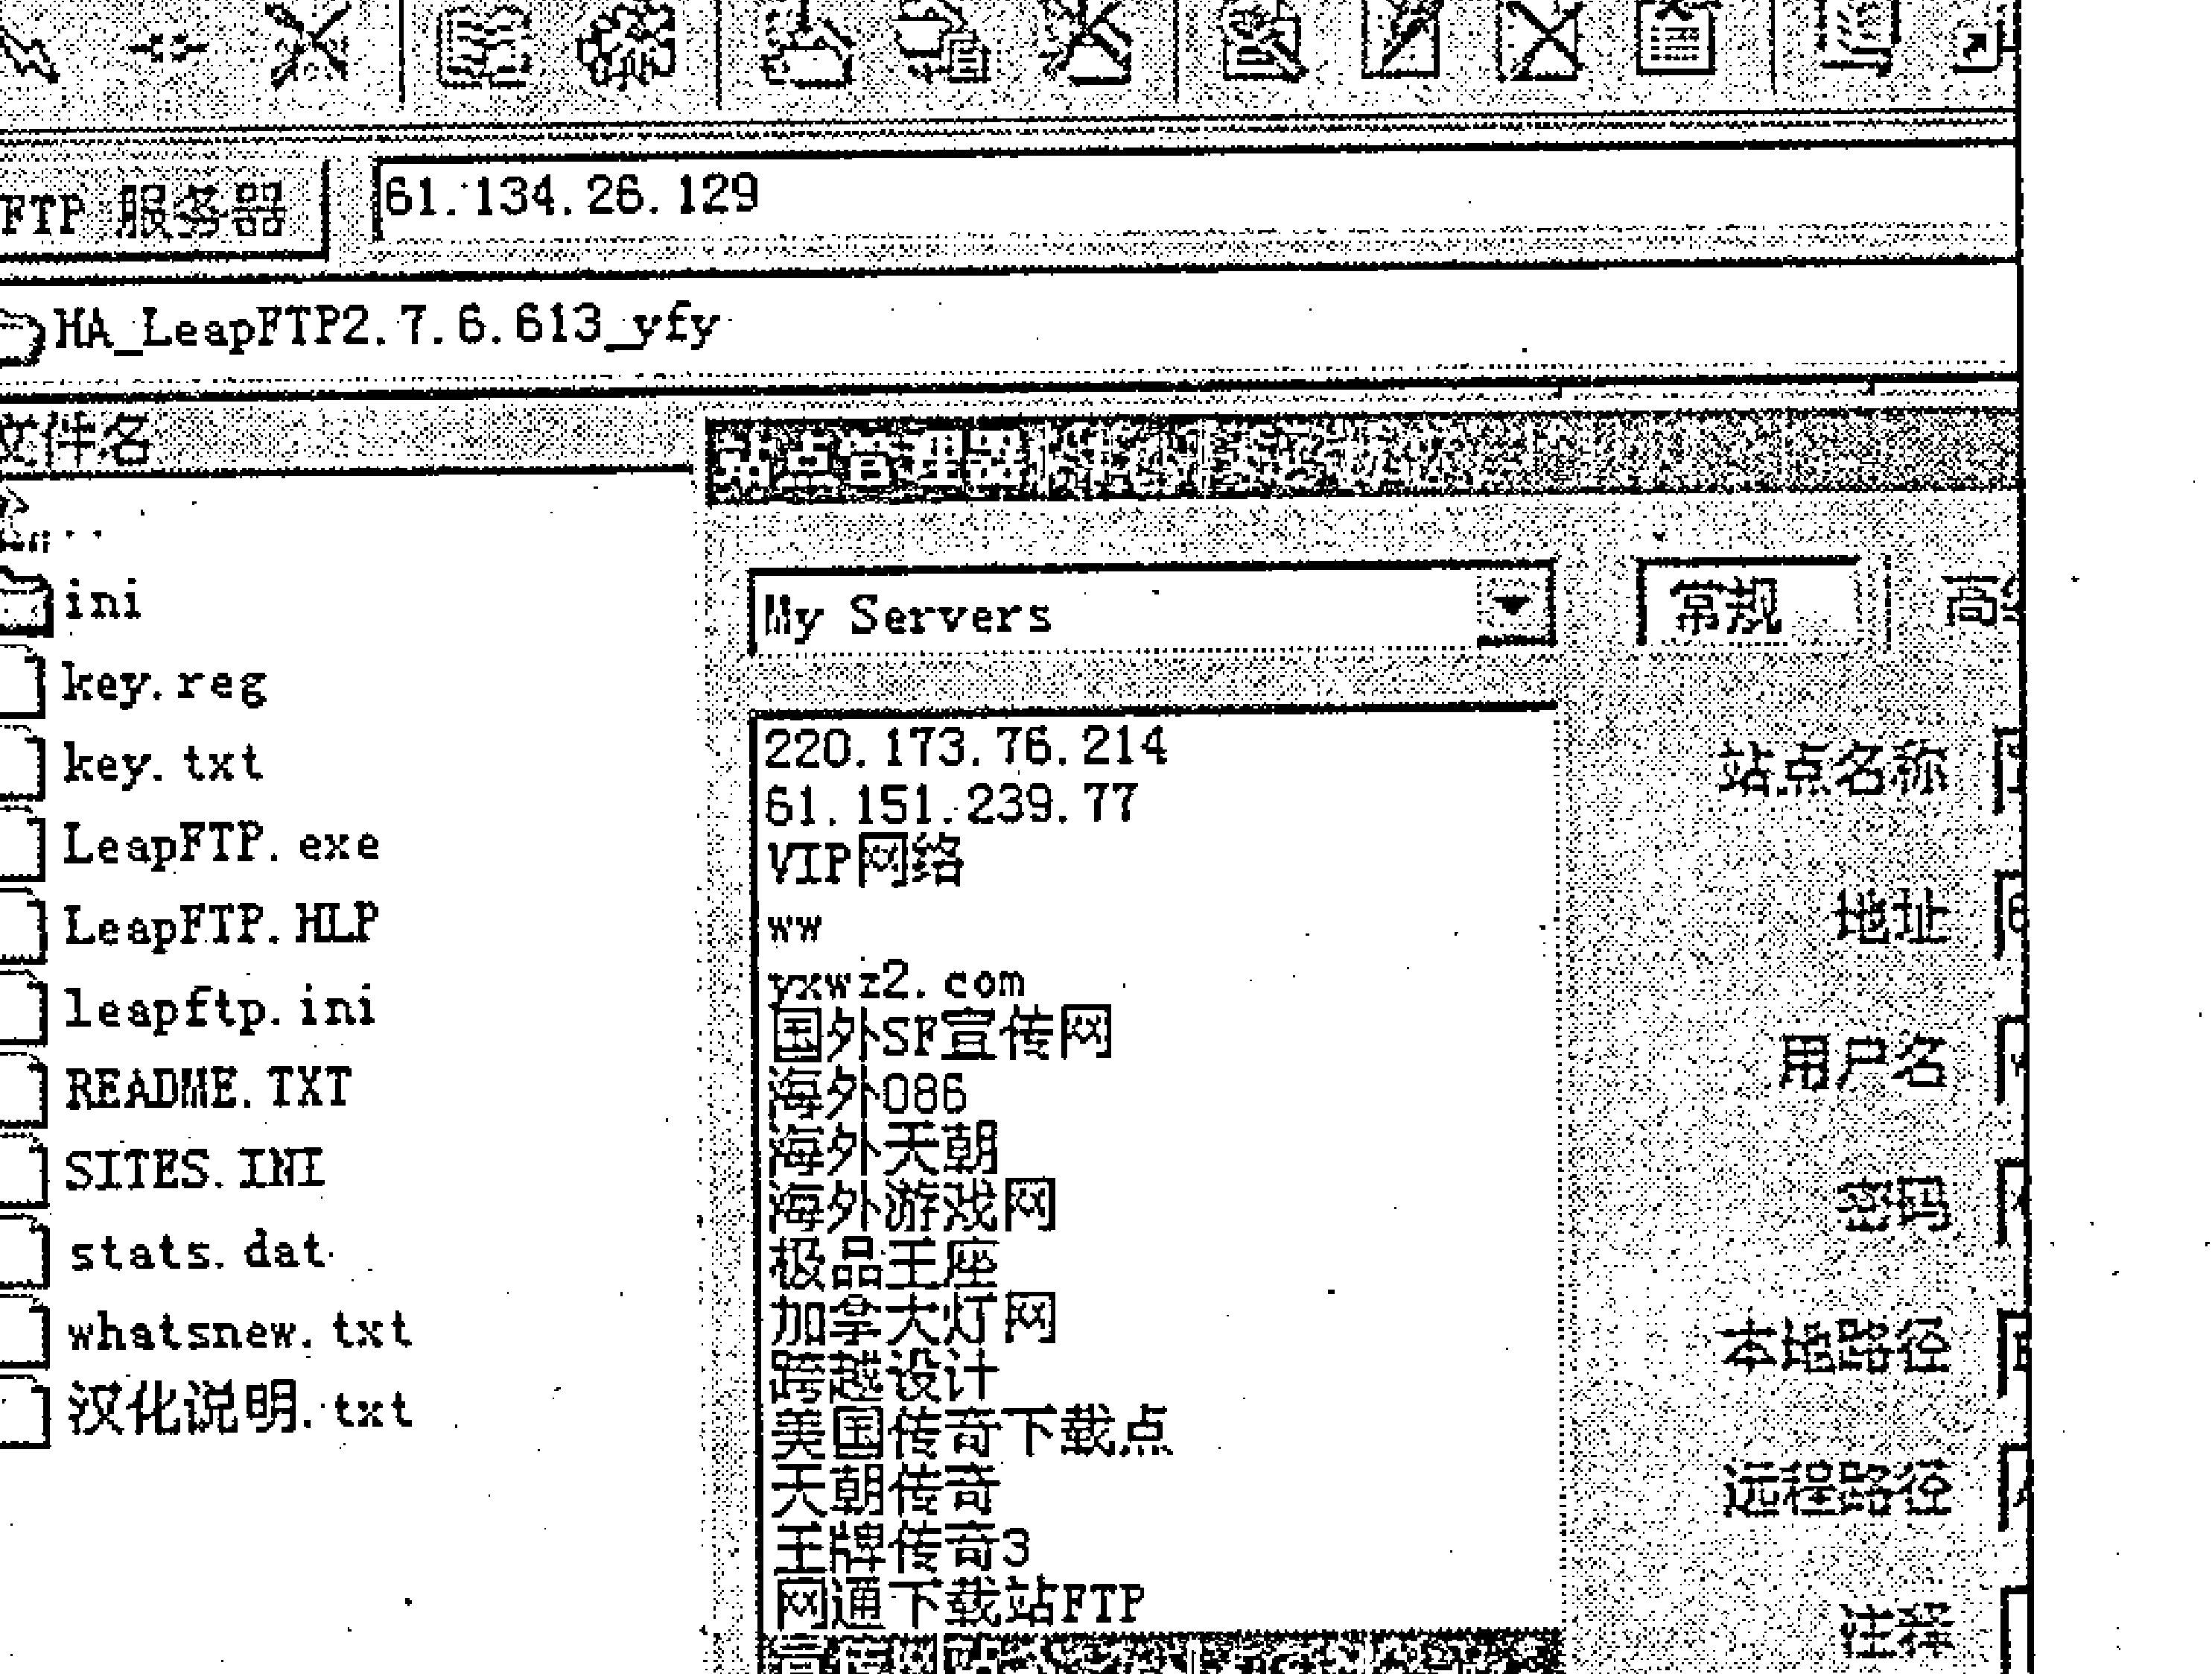 FTP 服务器
61.134.26.129
HA_LeapFTP2.7.6.613_yfy
文件名
..
ini
key.reg
key.txt
LeapFTP.exe
LeapFTP.HLP
leapftp.ini
README.TXT
SITES.INI
stats.dat
whatsnew.txt
汉化说明.txt
站点管理器
My Servers
220.173.76.214
61.151.239.77
VIP网络
ww
yxwz2.com
国外SF宣传网
海外086
海外天朝
海外游戏网
极品王座
加拿大灯网
跨越设计
美国传奇下载点
天朝传奇
王牌传奇3
网通下载站FTP
常规
站点名称
地址
用户名
密码
本地路径
远程路径
注释